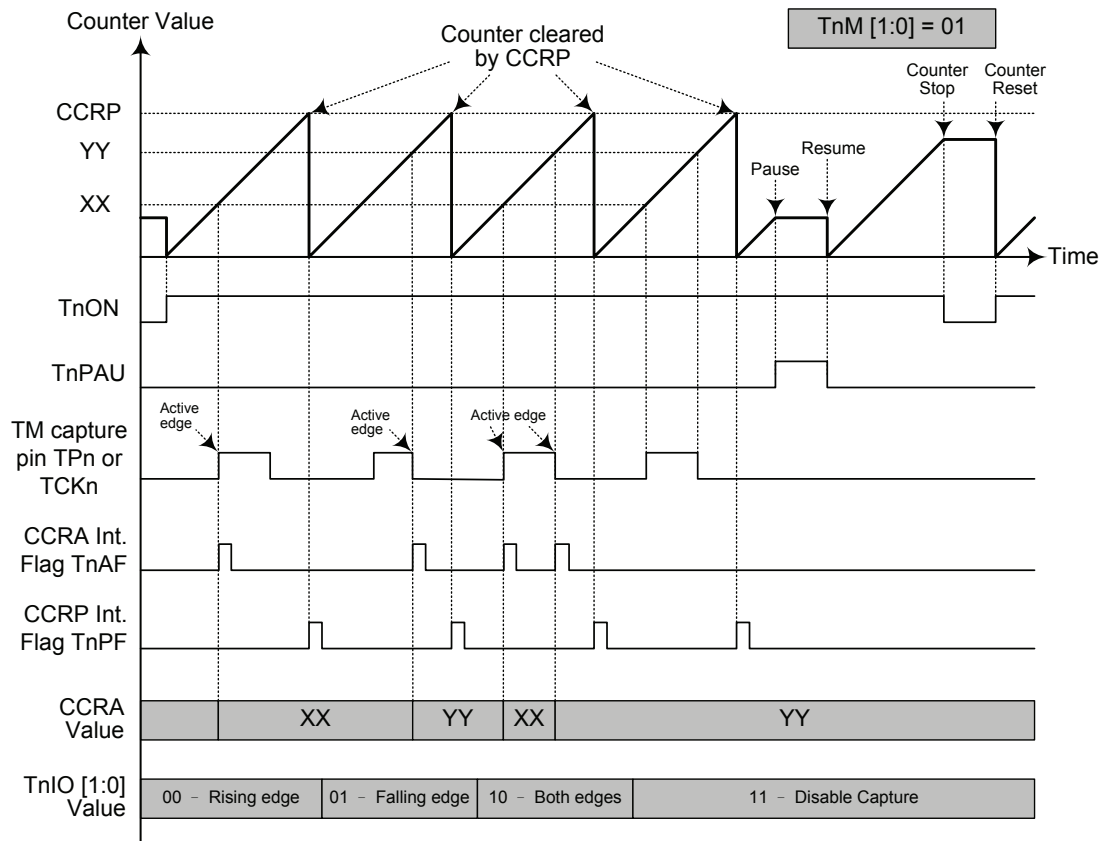 Counter Value
TnM [1:0] = 01
Counter cleared
by CCRP
Counter
Stop
Counter
Reset
CCRP
YY
XX
Pause
Resume
Time
TnON
TnPAU
TM capture
pin TPn or
TCKn
Active
edge
Active
edge
Active edge
CCRA Int.
Flag TnAF
CCRP Int.
Flag TnPF
CCRA
Value
XX
YY
XX
YY
TnIO [1:0]
Value
00 – Rising edge
01 – Falling edge
10 – Both edges
11 – Disable Capture